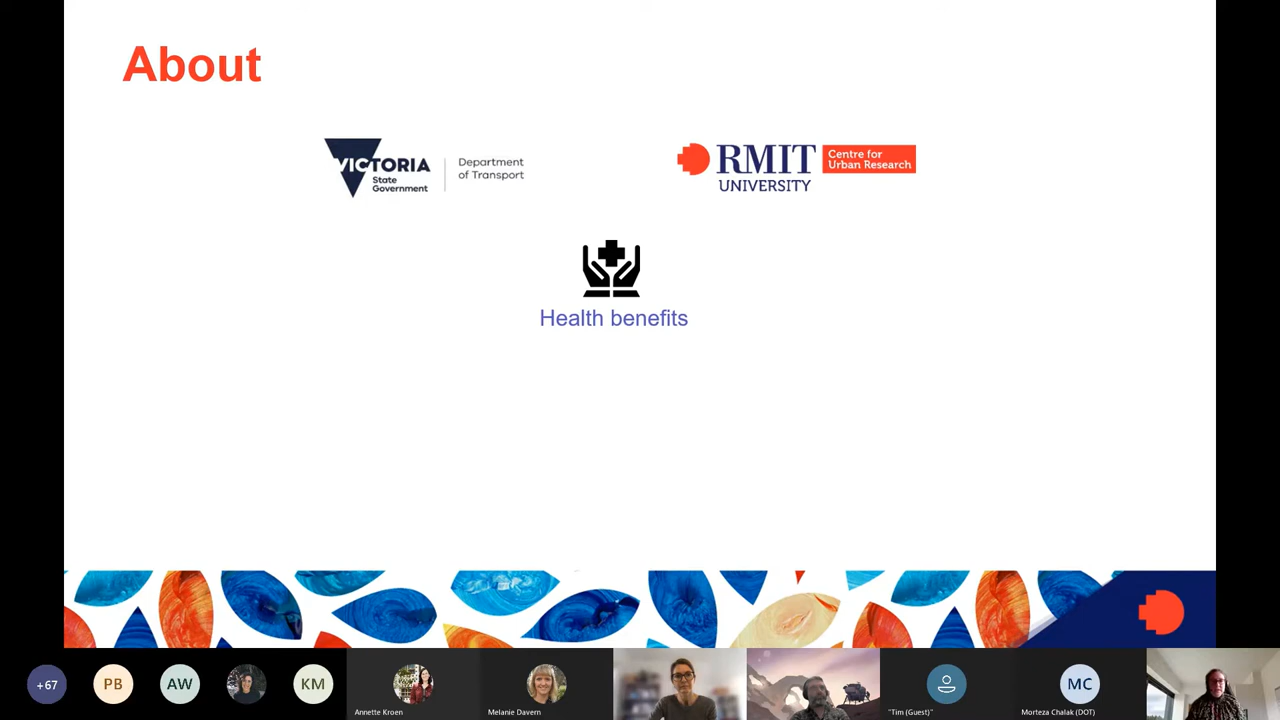 About
VICTORIA
State
Government
Department
of Transport
RMIT
UNIVERSITY
Centre for
Urban Research
Health benefits
+67
PB
AW
KM
MC
Annette Kroen
Melanie Davern
"Tim (Guest)"
Morteza Chalak (DOT)